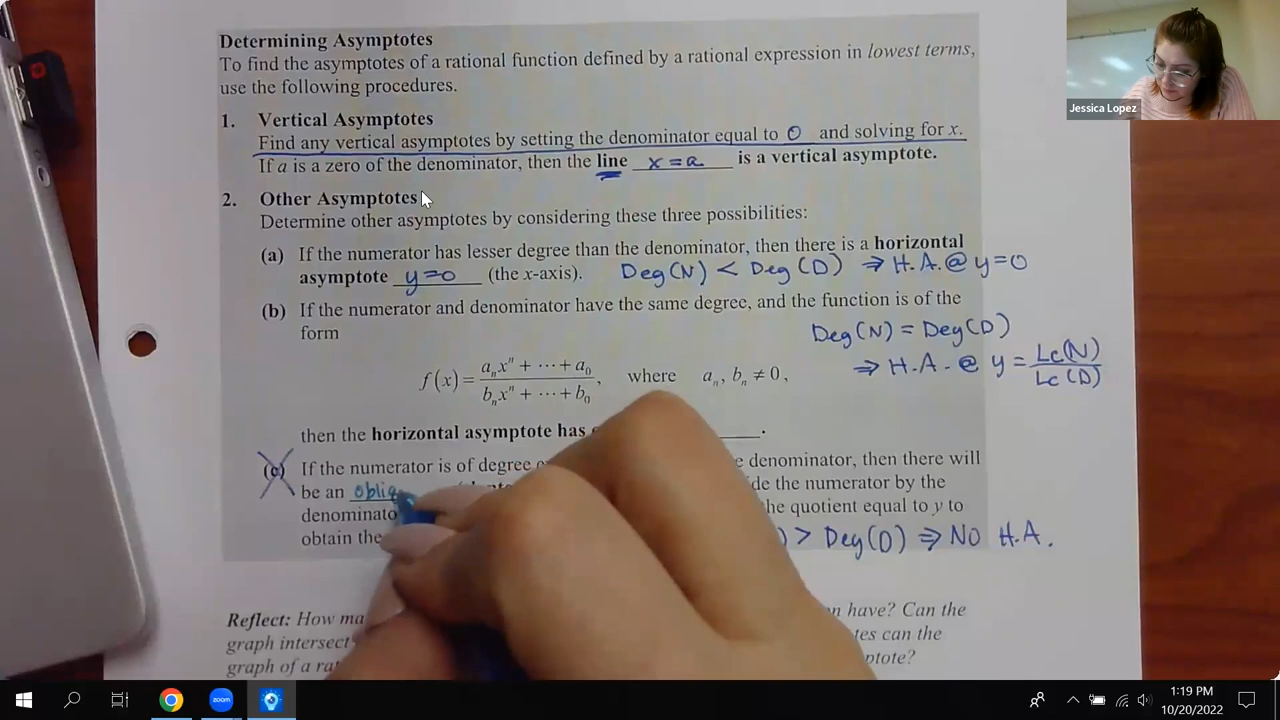 Determining Asymptotes
To find the asymptotes of a rational function defined by a rational expression in lowest terms,
use the following procedures.
1. Vertical Asymptotes
Find any vertical asymptotes by setting the denominator equal to 0 and solving for x.
If a is a zero of the denominator, then the line x = a is a vertical asymptote.
2. Other Asymptotes
Determine other asymptotes by considering these three possibilities:
(a) If the numerator has lesser degree than the denominator, then there is a horizontal
asymptote y=0 (the x-axis). Deg(N) < Deg(D) ⇒ H.A.@ y=0
(b) If the numerator and denominator have the same degree, and the function is of the
form
Deg(N) = Deg(D)
f(x) = (aₙxⁿ + ⋯ + a₀)/(bₙxⁿ + ⋯ + b₀), where aₙ, bₙ ≠ 0,
⇒ H.A. @ y = Lc(N)/Lc(D)
then the horizontal asymptote has
(c) If the numerator is of degree denominator, then there will
be an the numerator by the
the quotient equal to y to
obtain the ) > Deg(D) ⇒ No H.A.
Reflect: How have? Can the
graph intersect can the
graph of a
Jessica Lopez
zoom
1:19 PM
10/20/2022